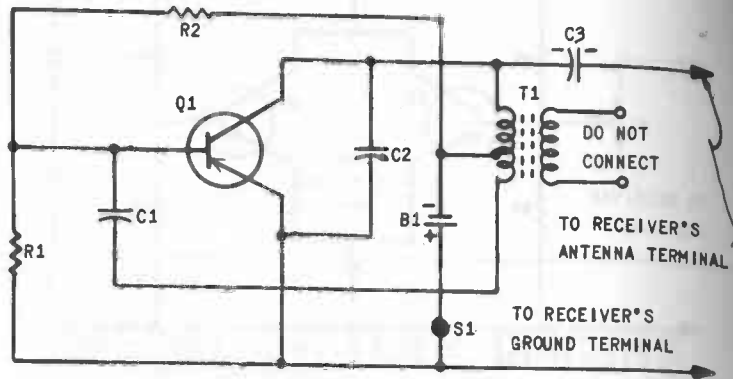 R2
C3
Q1
T1
DO NOT
CONNECT
C2
C1
B1
-
+
R1
TO RECEIVER'S
ANTENNA TERMINAL
S1
TO RECEIVER'S
GROUND TERMINAL